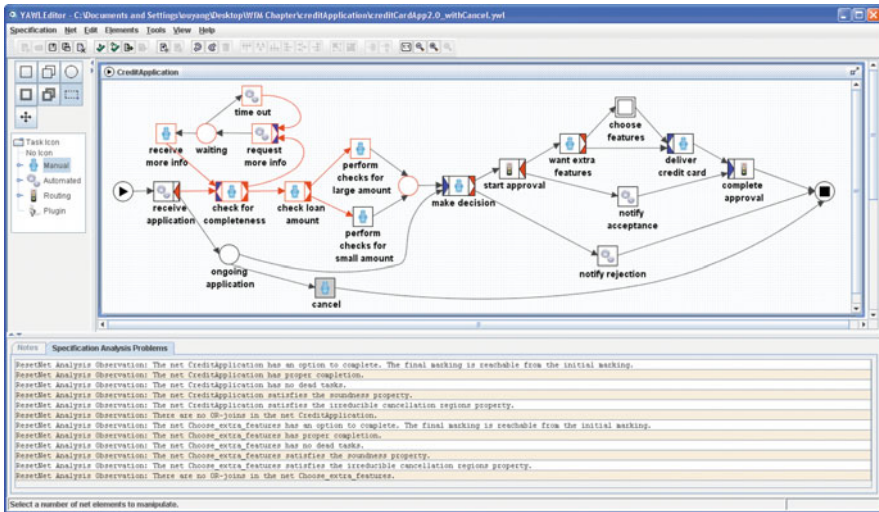 YAWLEditor - C:\Documents and Settings\ouyang\Desktop\WfM Chapter\creditApplication\creditCardApp2.0_withCancel.ywl
Specification Net Edit Elements Tools View Help
CreditApplication
Task Icon
No Icon
Manual
Automated
Routing
Plugin
time out
choose
features
receive
more info
waiting
request
more info
perform
checks for
large amount
want extra
features
deliver
credit card
start approval
receive
application
check for
completeness
check loan
amount
make decision
complete
approval
perform
checks for
small amount
notify
acceptance
ongoing
application
notify rejection
cancel
Notes Specification Analysis Problems
ResetNet Analysis Observation: The net CreditApplication has an option to complete. The final marking is reachable from the initial marking.
ResetNet Analysis Observation: The net CreditApplication has proper completion.
ResetNet Analysis Observation: The net CreditApplication has no dead tasks.
ResetNet Analysis Observation: The net CreditApplication satisfies the soundness property.
ResetNet Analysis Observation: The net CreditApplication satisfies the irreducible cancellation regions property.
ResetNet Analysis Observation: There are no OR-joins in the net CreditApplication.
ResetNet Analysis Observation: The net Choose_extra_features has an option to complete. The final marking is reachable from the initial marking.
ResetNet Analysis Observation: The net Choose_extra_features has proper completion.
ResetNet Analysis Observation: The net Choose_extra_features has no dead tasks.
ResetNet Analysis Observation: The net Choose_extra_features satisfies the soundness property.
ResetNet Analysis Observation: The net Choose_extra_features satisfies the irreducible cancellation regions property.
ResetNet Analysis Observation: There are no OR-joins in the net Choose_extra_features.
Select a number of net elements to manipulate.